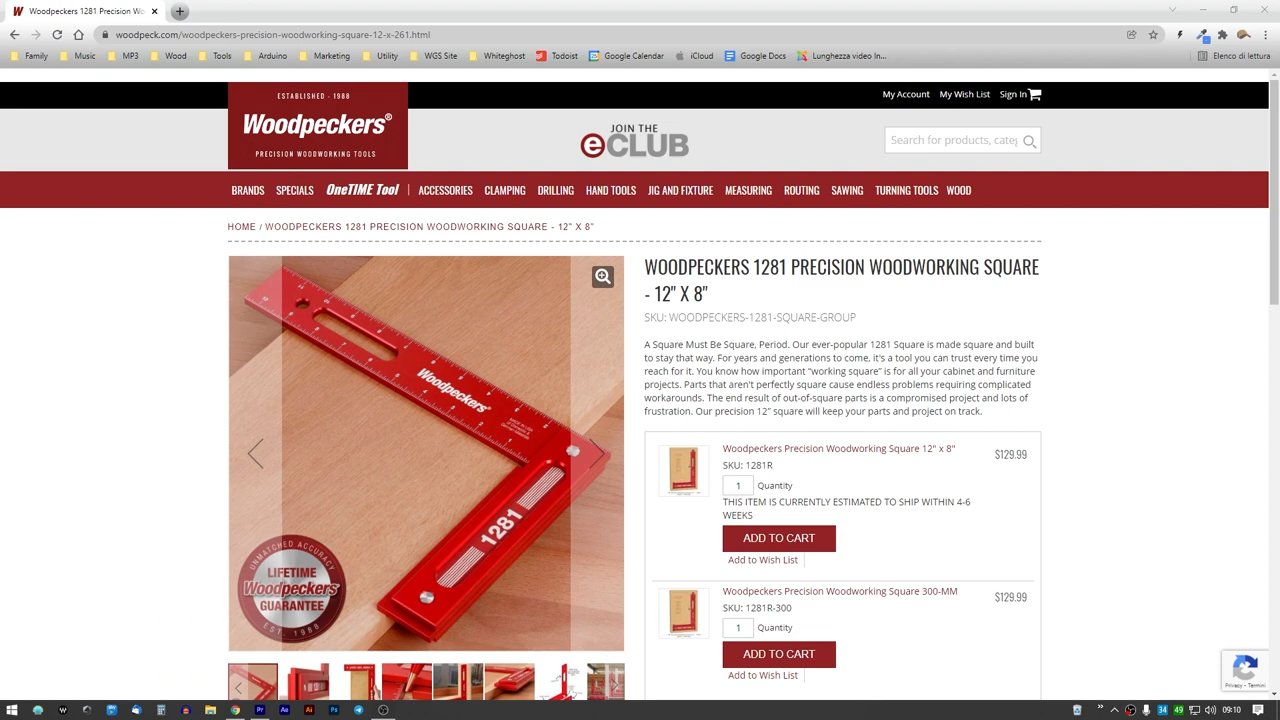 Woodpeckers 1281 Precision Wo
woodpeck.com/woodpeckers-precision-woodworking-square-12-x-261.html
Family Music MP3 Wood Tools Arduino Marketing Utility WGS Site Whiteghost Todoist Google Calendar iCloud Google Docs Lunghezza video In... Elenco di lettura
ESTABLISHED - 1988
Woodpeckers®
PRECISION WOODWORKING TOOLS
My Account My Wish List Sign In
JOIN THE
eCLUB
Search for products, categ
BRANDS SPECIALS OneTIME Tool | ACCESSORIES CLAMPING DRILLING HAND TOOLS JIG AND FIXTURE MEASURING ROUTING SAWING TURNING TOOLS WOOD
HOME / WOODPECKERS 1281 PRECISION WOODWORKING SQUARE - 12" X 8"
Woodpeckers
1281
UNMATCHED ACCURACY
LIFETIME
Woodpeckers
GUARANTEE
EST. 1988
WOODPECKERS 1281 PRECISION WOODWORKING SQUARE
- 12" X 8"
SKU: WOODPECKERS-1281-SQUARE-GROUP
A Square Must Be Square, Period. Our ever-popular 1281 Square is made square and built
to stay that way. For years and generations to come, it's a tool you can trust every time you
reach for it. You know how important "working square" is for all your cabinet and furniture
projects. Parts that aren't perfectly square cause endless problems requiring complicated
workarounds. The end result of out-of-square parts is a compromised project and lots of
frustration. Our precision 12" square will keep your parts and project on track.
Woodpeckers Precision Woodworking Square 12" x 8" $129.99
SKU: 1281R
1 Quantity
THIS ITEM IS CURRENTLY ESTIMATED TO SHIP WITHIN 4-6
WEEKS
ADD TO CART
Add to Wish List
Woodpeckers Precision Woodworking Square 300-MM $129.99
SKU: 1281R-300
1 Quantity
ADD TO CART
Add to Wish List
Privacy - Termini
34 49 09:10